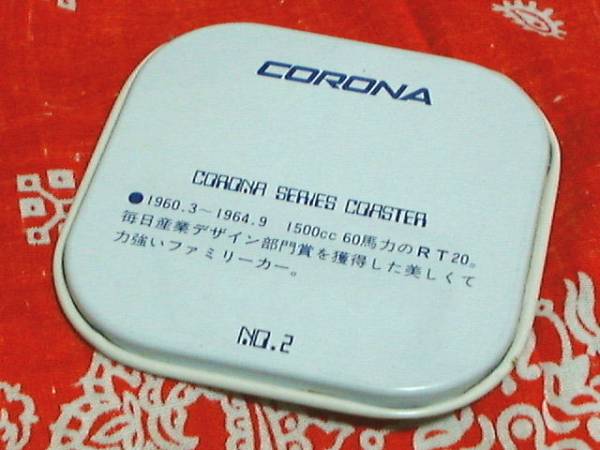 CORONA
CORONA SERIES COASTER
●1960.3～1964.9 1500cc 60馬力のRT20。
毎日産業デザイン部門賞を獲得した美しくて
力強いファミリーカー。
NO.2